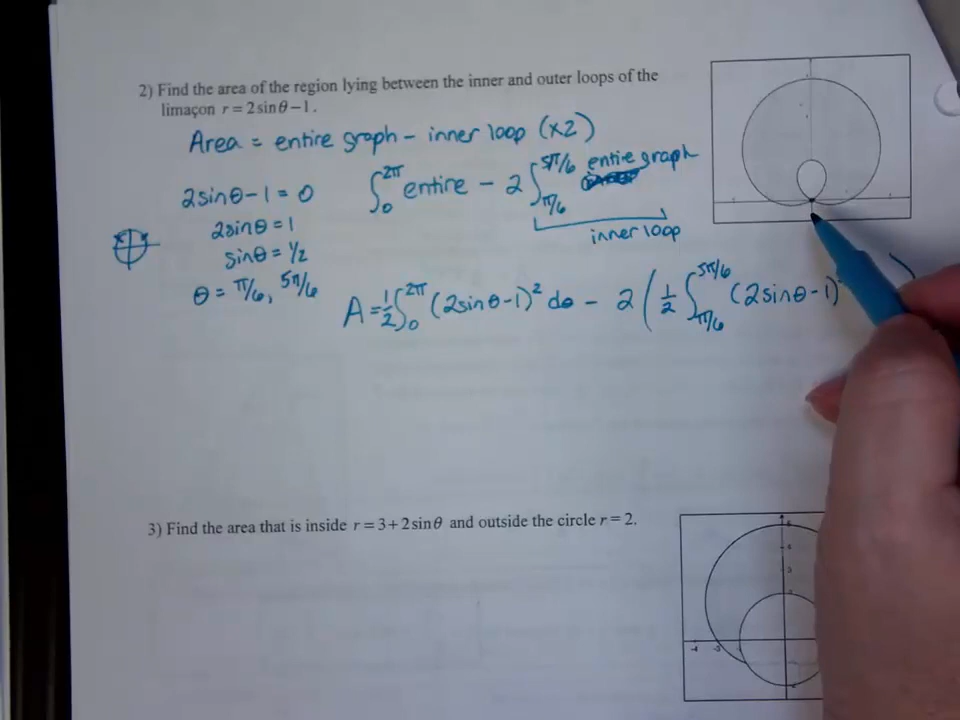 2) Find the area of the region lying between the inner and outer loops of the
limaçon r = 2 sin θ − 1.
Area = entire graph − inner loop (x2)
2sinθ − 1 = 0
2sinθ = 1
sinθ = 1/2
θ = π/6, 5π/6
∫₀^2π entire − 2 ∫_π/6^5π/6 entire graph
inner loop
A = 1/2 ∫₀^2π (2sinθ-1)² dθ − 2 ( 1/2 ∫_π/6^5π/6 (2sinθ-1) )
3) Find the area that is inside r = 3 + 2 sin θ and outside the circle r = 2.